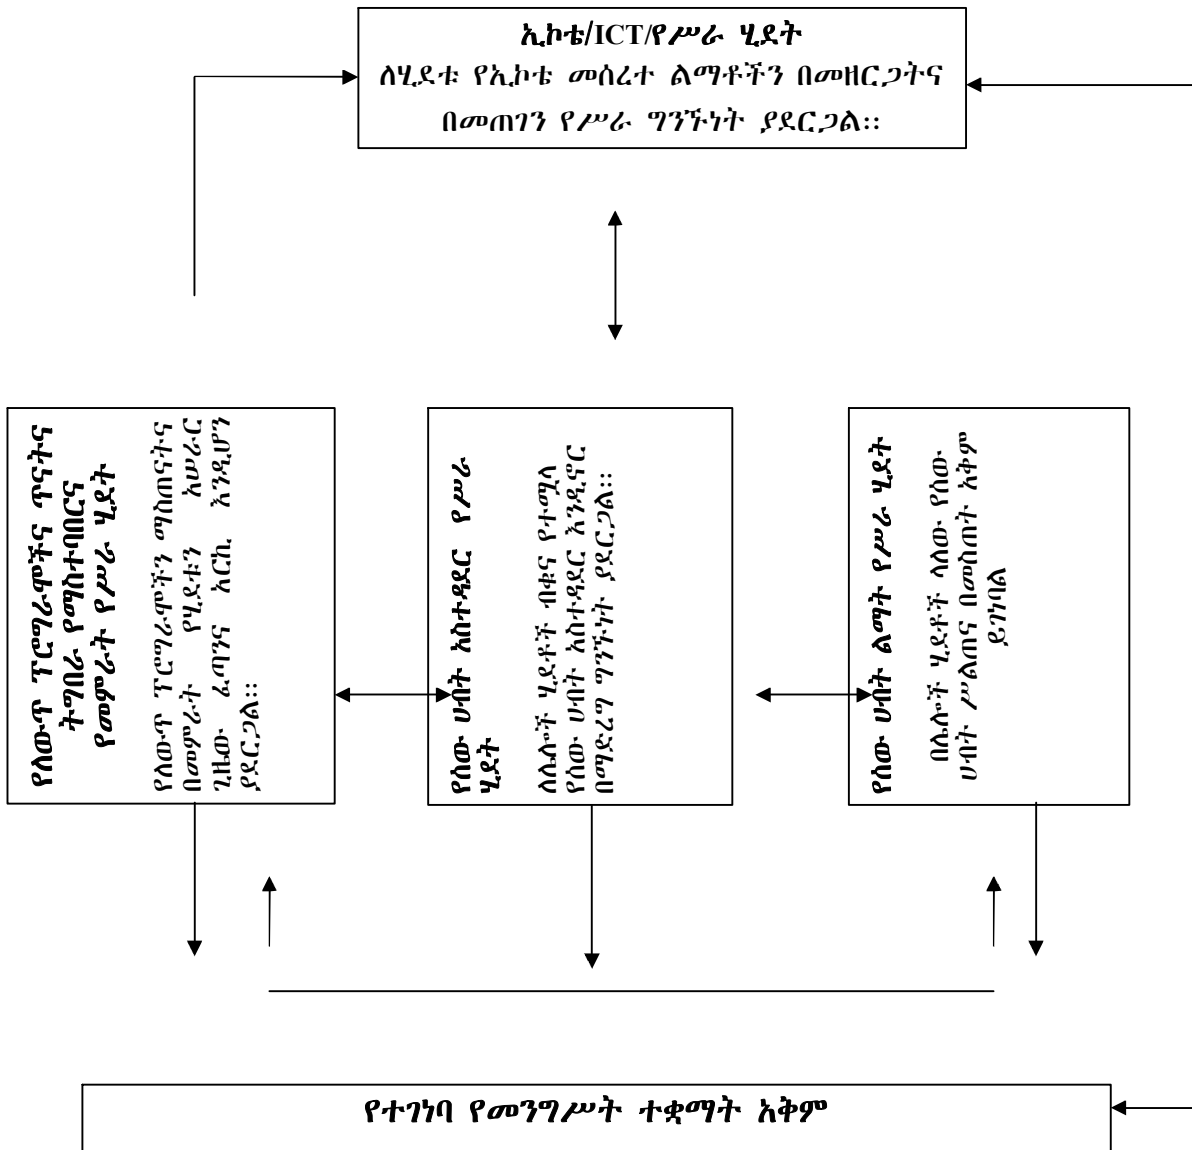 ኢኮቴ/ICT/የሥራ ሂደት
ለሂደቱ የኢኮቴ መሰረተ ልማቶችን በመዘርጋትና
በመጠገን የሥራ ግንኙነት ያደርጋል፡፡
የለውጥ ፕሮግራሞችና ጥናትና
ትግበራ የማስተባበርና
የመምራት የሥራ ሂደት
የለውጥ ፕሮግራሞችን ማስጠናትና
በመምራት የሂደቱን አሠራር
ጊዜው ፈጣንና እርኪ እንዲሆን
ያደርጋል፡፡
የሰው ሀብት አስተዳደር የሥራ
ሂደት
ለሌሎች ሂደቶች ብቁና የተሟላ
የሰው ሀብት አስተዳደር እንዲኖር
በማድረግ ግንኙነት ያደርጋል፡፡
የሰው ሀብት ልማት የሥራ ሂደት
በሌሎች ሂደቶች ላለው የሰው
ሀብት ሥልጠና በመስጠት አቅም
ይገነባል
የተገነባ የመንግሥት ተቋማት አቅም